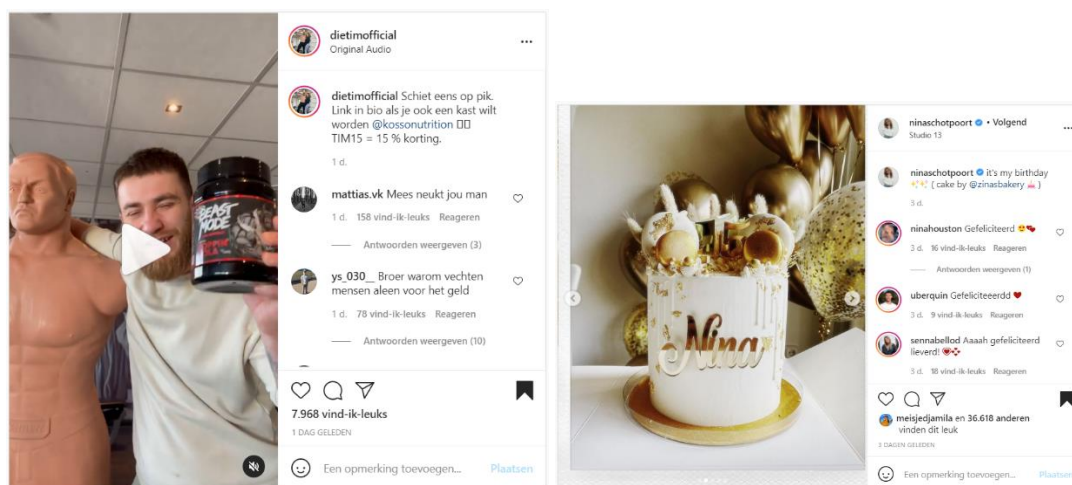 dietimofficial
Original Audio
dietimofficial Schiet eens op pik.
Link in bio als je ook een kast wilt
worden @kossonutrition
TIM15 = 15 % korting.
1 d.
mattias.vk Mees neukt jou man
1 d. 158 vind-ik-leuks Reageren
Antwoorden weergeven (3)
ys_030__ Broer warom vechten
mensen aleen voor het geld
1 d. 78 vind-ik-leuks Reageren
Antwoorden weergeven (10)
7.968 vind-ik-leuks
1 DAG GELEDEN
Een opmerking toevoegen... Plaatsen
BEAST
MODE
Nina
ninaschotpoort • Volgend
Studio 13
ninaschotpoort it's my birthday
✨✨ ( cake by @zinasbakery 🎂 )
3 d.
ninahouston Gefeliciteerd
3 d. 16 vind-ik-leuks Reageren
Antwoorden weergeven (1)
uberquin Gefeliciteeerdd
3 d. 9 vind-ik-leuks Reageren
sennabellod Aaaah gefeliciteerd
lieverd!
3 d. 18 vind-ik-leuks Reageren
meisjedjamila en 36.618 anderen
vinden dit leuk
3 DAGEN GELEDEN
Een opmerking toevoegen... Plaatsen